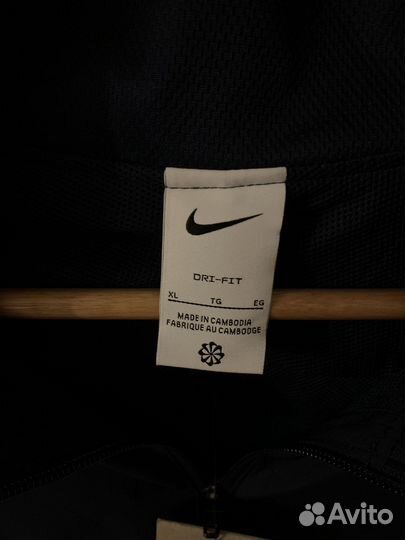 DRI-FIT
XL TG EG
MADE IN CAMBODIA
FABRIQUE AU CAMBODGE
Avito